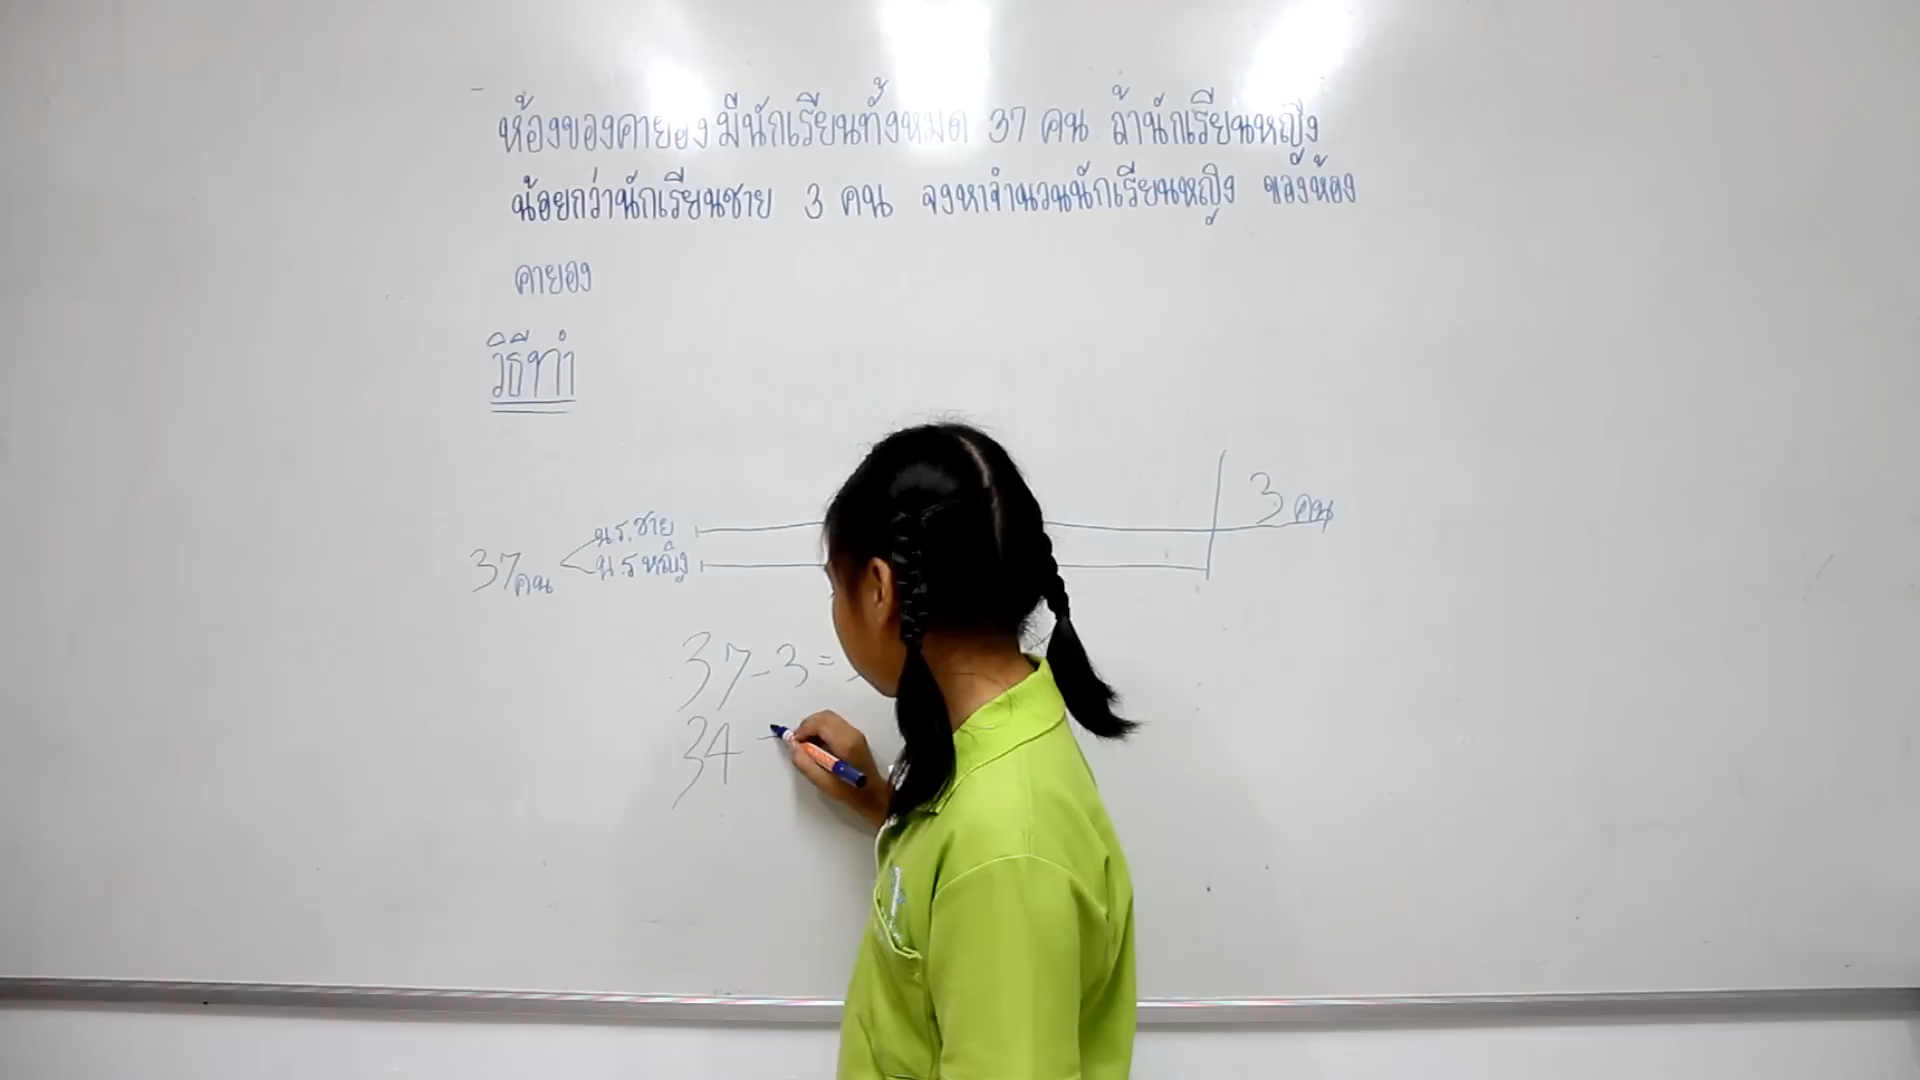 ห้องของคายอง มีนักเรียนทั้งหมด 37 คน ถ้านักเรียนหญิง
น้อยกว่านักเรียนชาย 3 คน จงหาจำนวนนักเรียนหญิง ของห้อง
คายอง
วิธีทำ
3 คน
น.ร.ชาย
37 คน
น.ร หญิง
37-3=
34